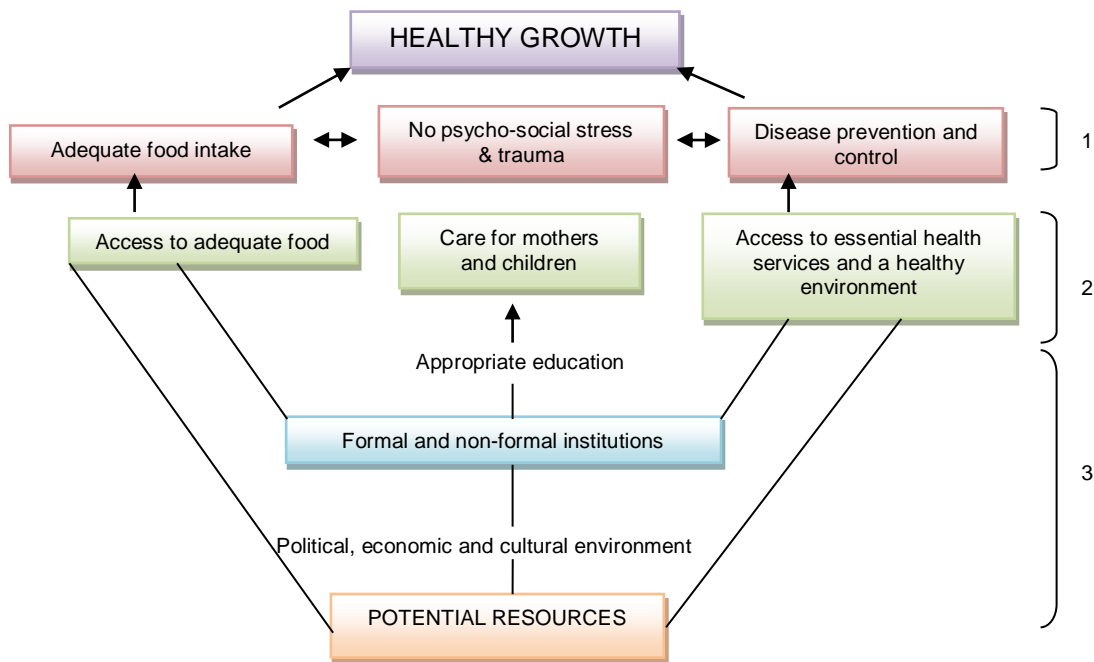 HEALTHY GROWTH
Adequate food intake
No psycho-social stress
& trauma
Disease prevention and
control
1
Access to adequate food
Care for mothers
and children
Access to essential health
services and a healthy
environment
2
Appropriate education
Formal and non-formal institutions
3
Political, economic and cultural environment
POTENTIAL RESOURCES